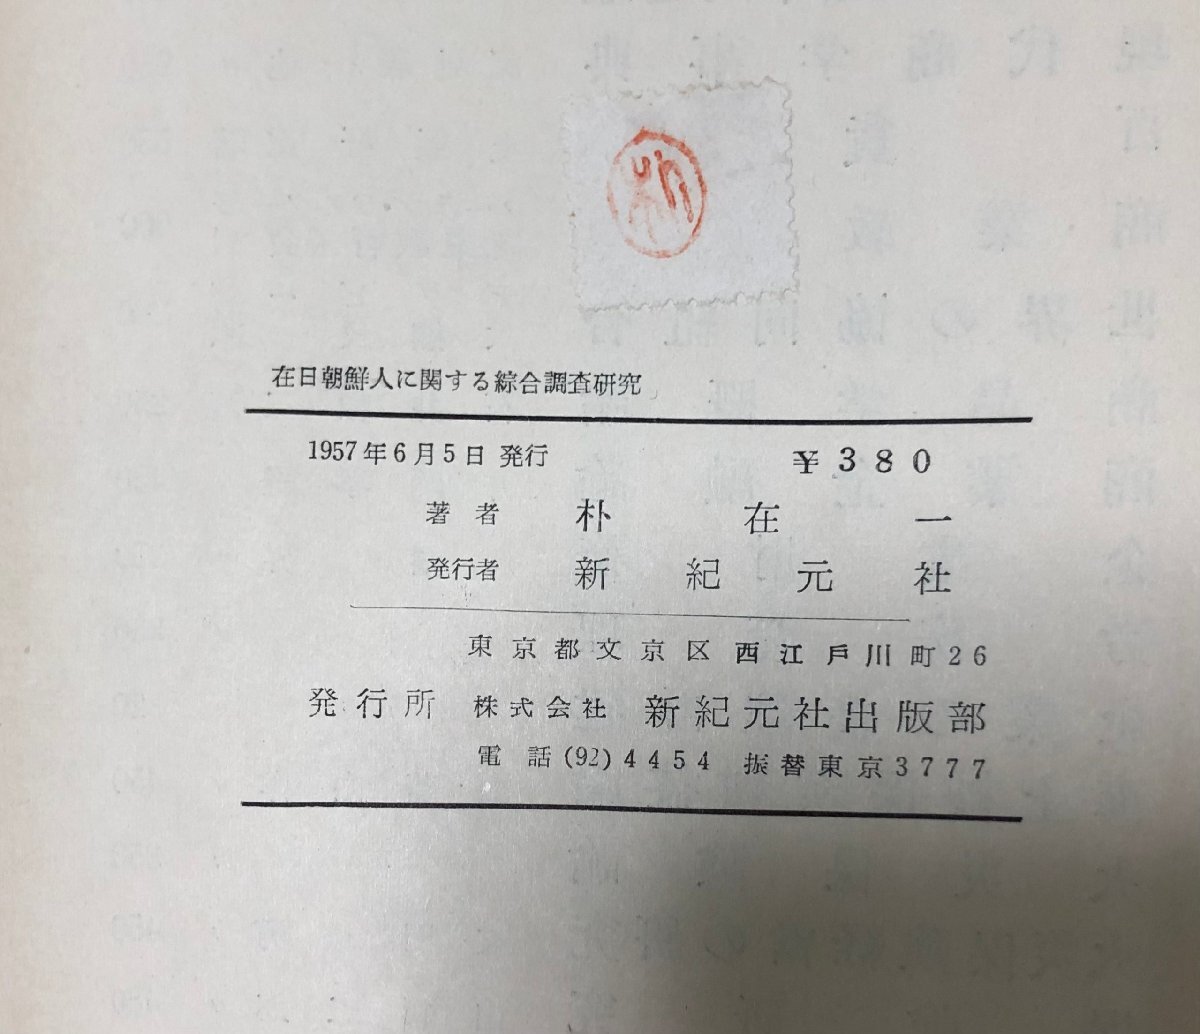 在日朝鮮人に関する綜合調査研究
1957年6月5日 発行 ¥380
著者 朴在一
発行者 新紀元社
東京都文京区西江戸川町26
発行所 株式会社 新紀元社出版部
電話(92)4454 振替東京3777